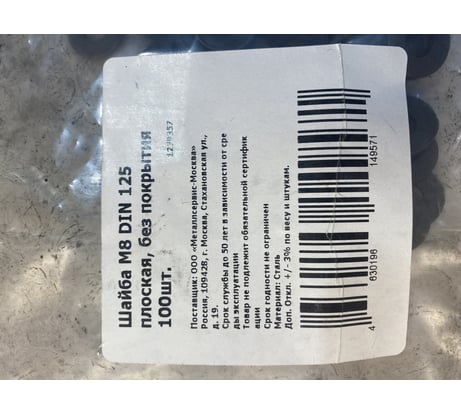 Шайба М8 DIN 125
плоская, без покрытия
100шт.
1299357
Поставщик: ООО «Металлсервис-Москва»
Россия, 109428, г. Москва, Стахановская ул.,
д. 19.
Срок службы до 50 лет в зависимости от сре
ды эксплуатации
Товар не подлежит обязательной сертифик
ации
Срок годности не ограничен
Материал: Сталь
Доп. Откл. +/- 3% по весу и штукам.
4 630196 149571